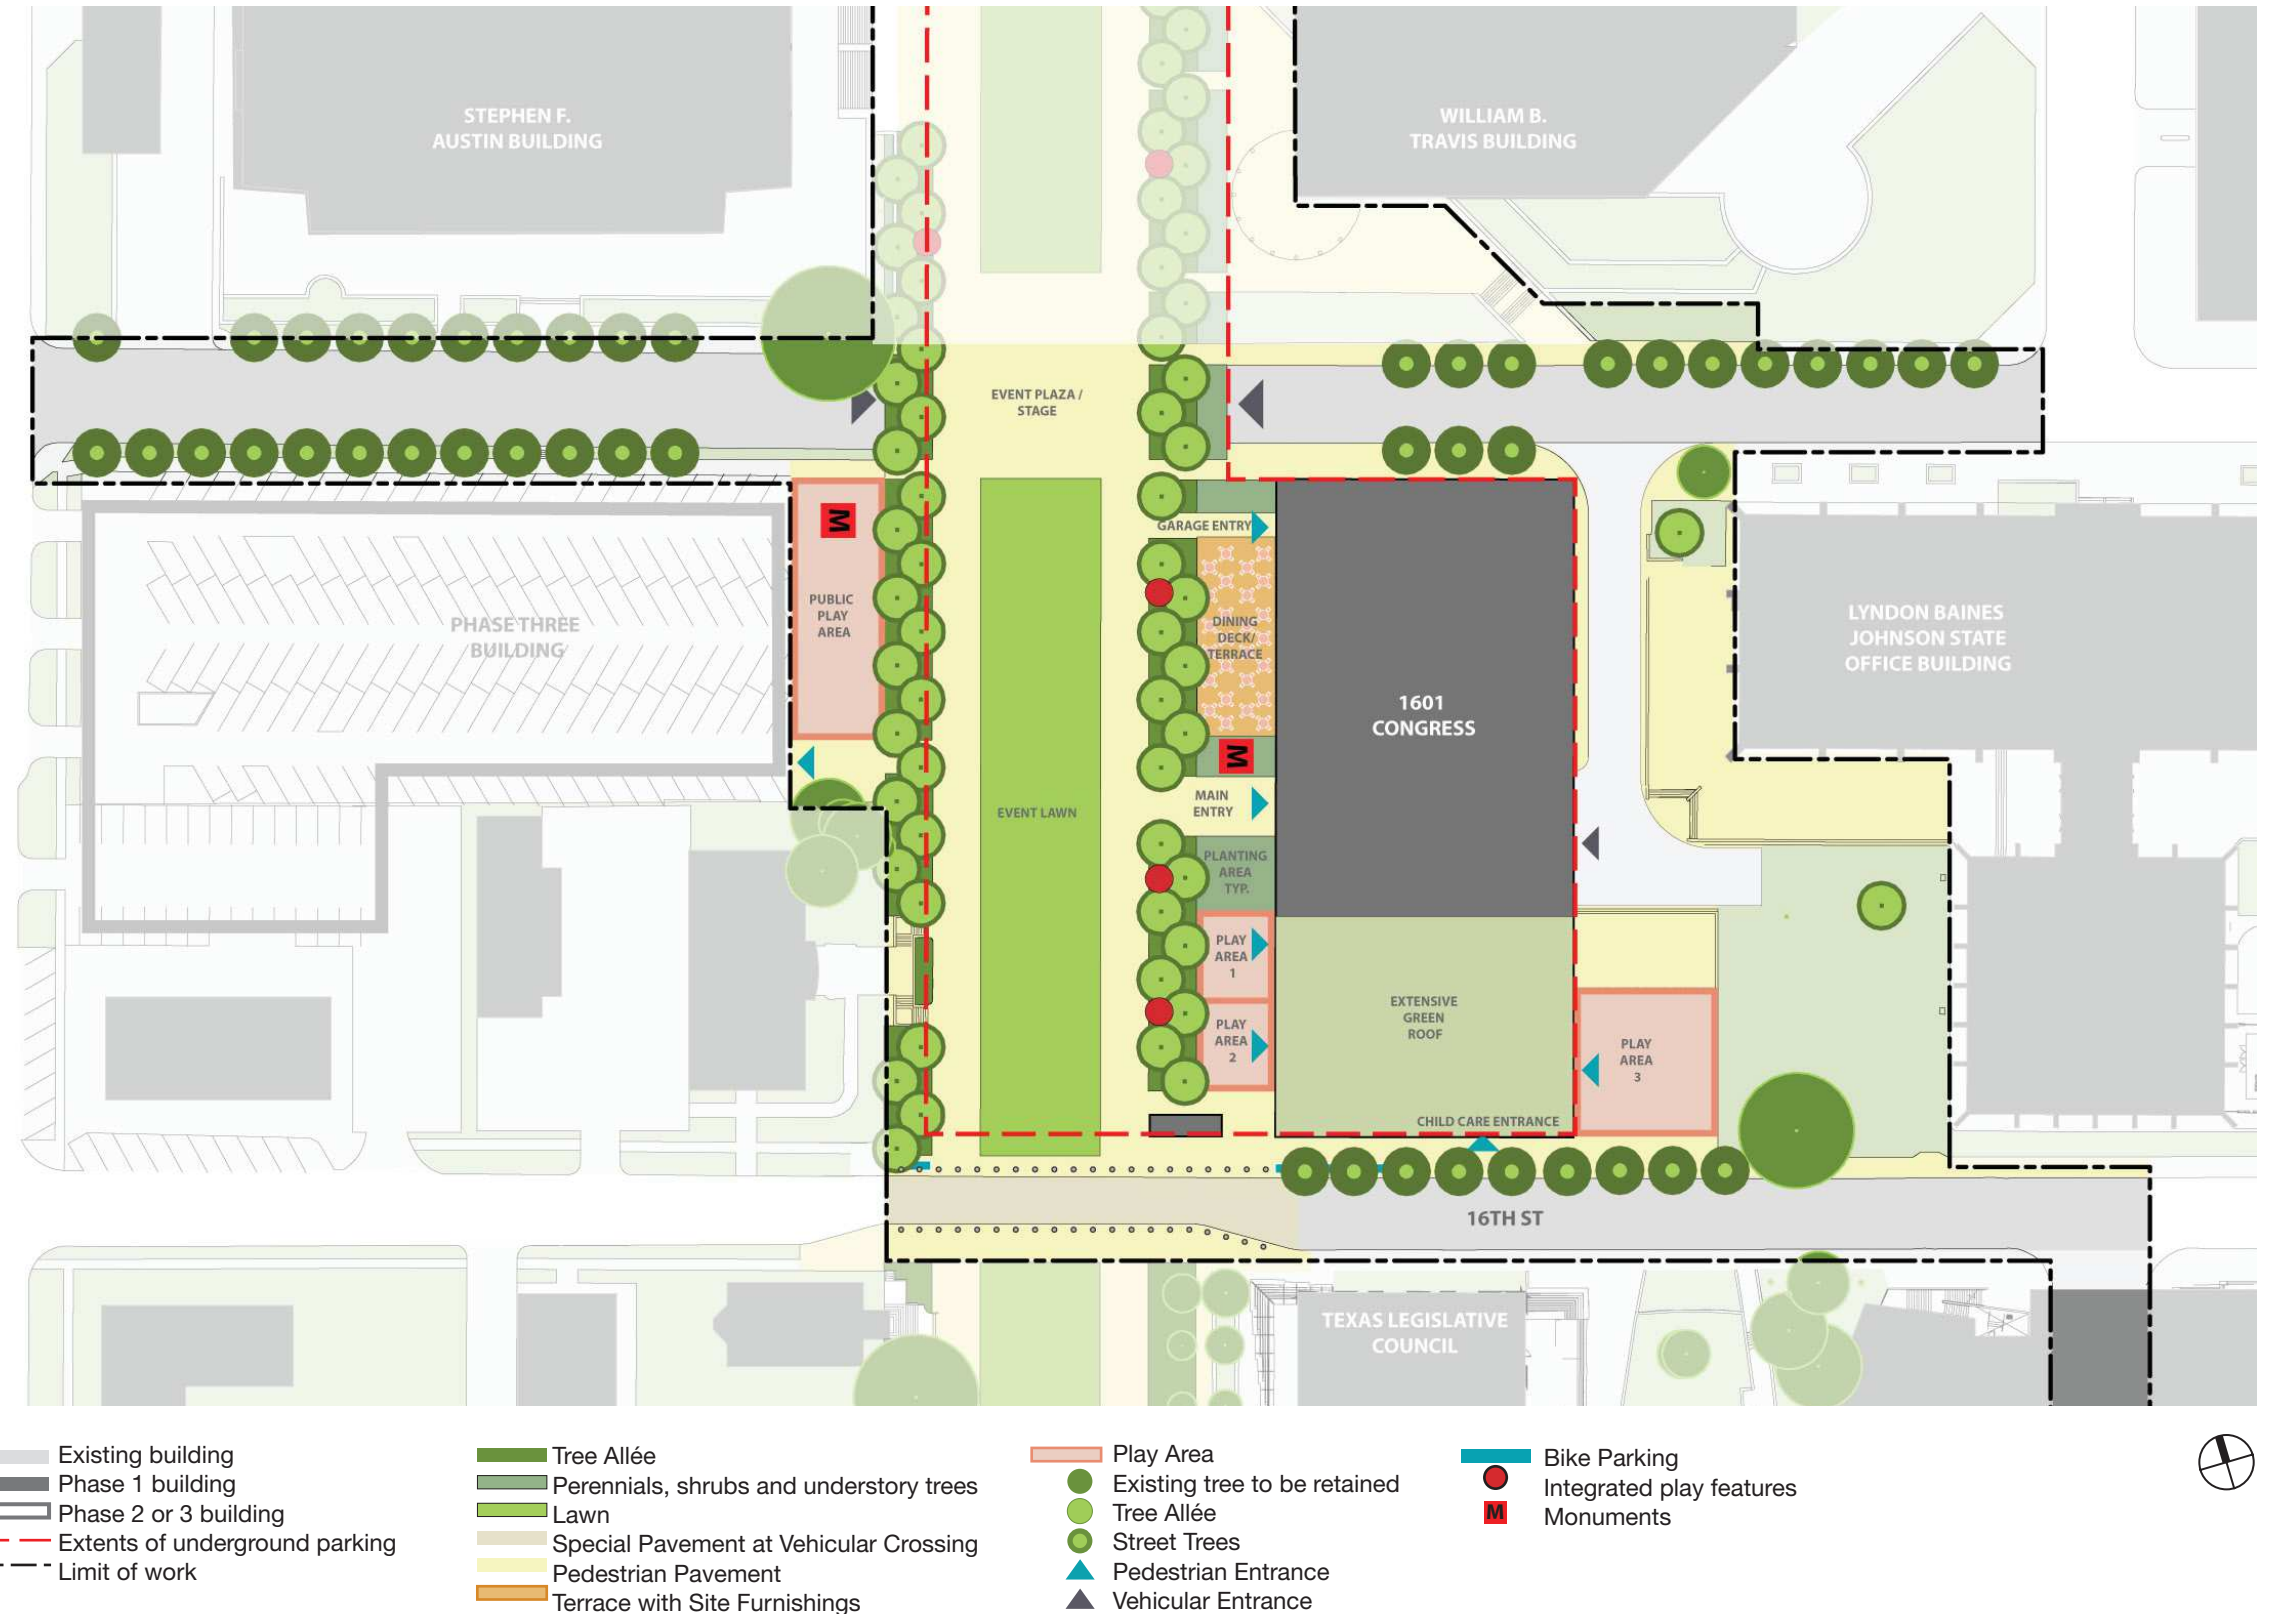 STEPHEN F.
AUSTIN BUILDING
WILLIAM B.
TRAVIS BUILDING
EVENT PLAZA /
STAGE
M
GARAGE ENTRY
PUBLIC
PLAY
AREA
PHASE THREE
BUILDING
DINING
DECK/
TERRACE
LYNDON BAINES
JOHNSON STATE
OFFICE BUILDING
1601
CONGRESS
M
MAIN
ENTRY
EVENT LAWN
PLANTING
AREA
TYP.
PLAY
AREA
1
EXTENSIVE
GREEN
ROOF
PLAY
AREA
2
PLAY
AREA
3
CHILD CARE ENTRANCE
16TH ST
TEXAS LEGISLATIVE
COUNCIL
Existing building
Phase 1 building
Phase 2 or 3 building
Extents of underground parking
Limit of work
Tree Allée
Perennials, shrubs and understory trees
Lawn
Special Pavement at Vehicular Crossing
Pedestrian Pavement
Terrace with Site Furnishings
Play Area
Existing tree to be retained
Tree Allée
Street Trees
Pedestrian Entrance
Vehicular Entrance
Bike Parking
Integrated play features
M Monuments